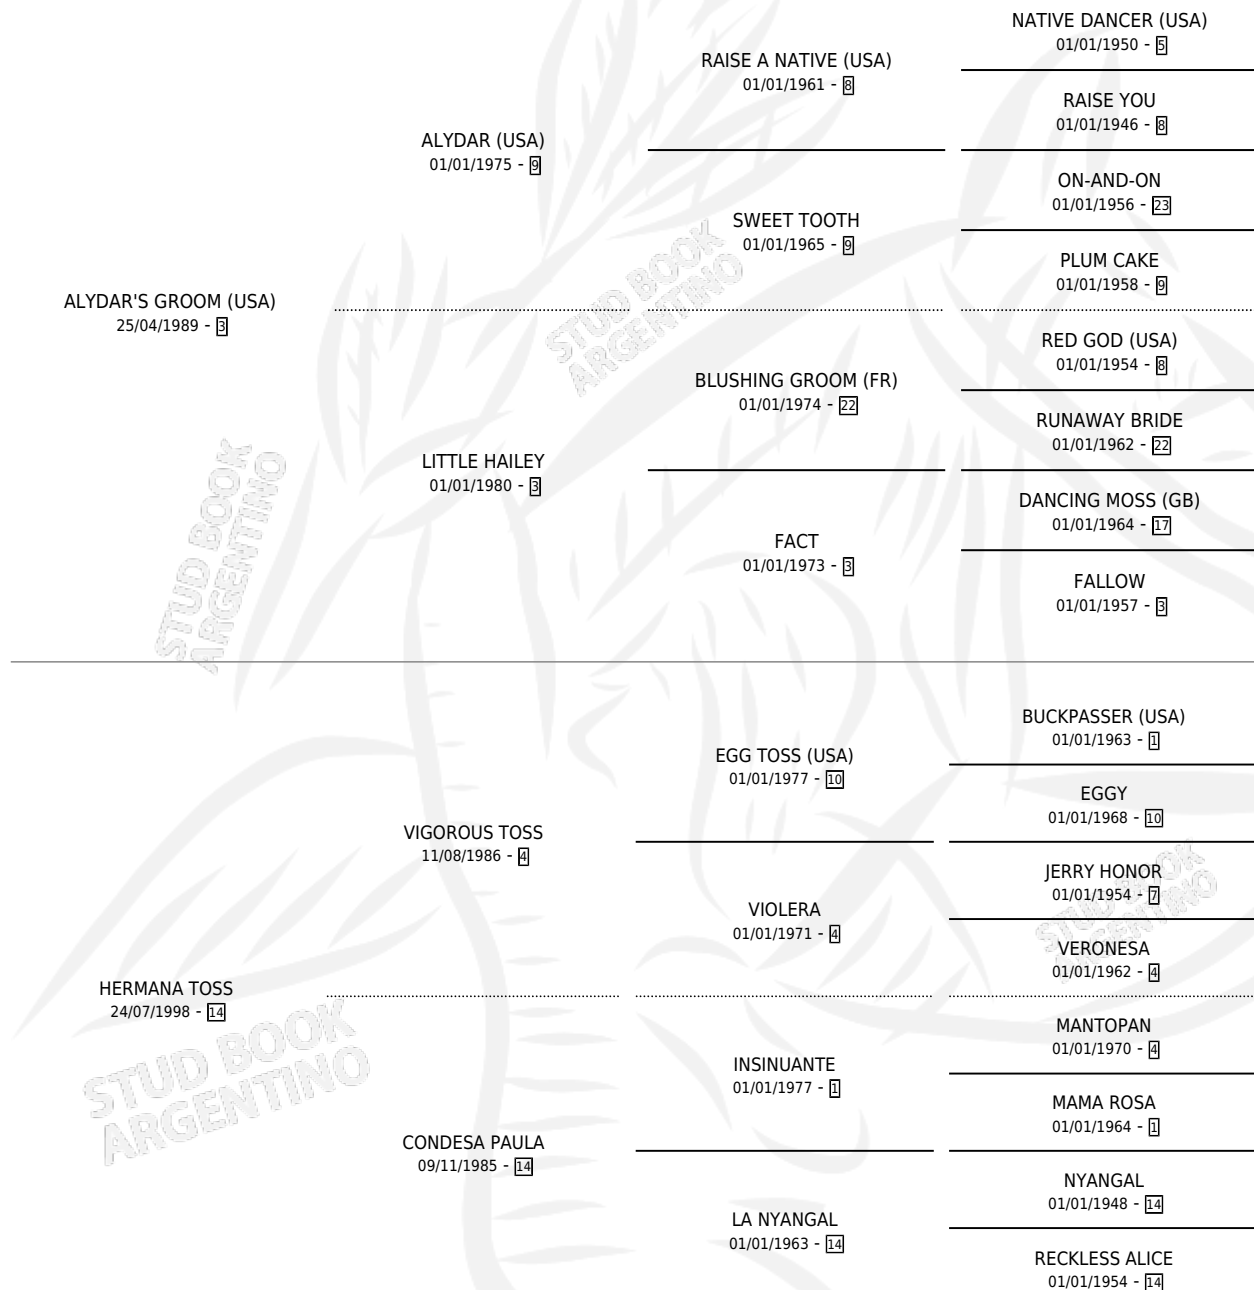 NATIVE DANCER (USA)
01/01/1950 - 5
RAISE A NATIVE (USA)
01/01/1961 - 8
RAISE YOU
01/01/1946 - 8
ALYDAR (USA)
01/01/1975 - 9
ON-AND-ON
01/01/1956 - 23
SWEET TOOTH
01/01/1965 - 9
PLUM CAKE
01/01/1958 - 9
ALYDAR'S GROOM (USA)
25/04/1989 - 3
RED GOD (USA)
01/01/1954 - 8
BLUSHING GROOM (FR)
01/01/1974 - 22
RUNAWAY BRIDE
01/01/1962 - 22
LITTLE HAILEY
01/01/1980 - 3
DANCING MOSS (GB)
01/01/1964 - 17
FACT
01/01/1973 - 3
FALLOW
01/01/1957 - 3
BUCKPASSER (USA)
01/01/1963 - 1
EGG TOSS (USA)
01/01/1977 - 10
EGGY
01/01/1968 - 10
VIGOROUS TOSS
11/08/1986 - 4
JERRY HONOR
01/01/1954 - 7
VIOLERA
01/01/1971 - 4
VERONESA
01/01/1962 - 4
HERMANA TOSS
24/07/1998 - 14
MANTOPAN
01/01/1970 - 4
INSINUANTE
01/01/1977 - 1
MAMA ROSA
01/01/1964 - 1
CONDESA PAULA
09/11/1985 - 14
NYANGAL
01/01/1948 - 14
LA NYANGAL
01/01/1963 - 14
RECKLESS ALICE
01/01/1954 - 14
STUD BOOK
ARGENTINO
STUD BOOK
ARGENTINO
STUD BOOK
ARGENTINO
STUD BOOK
ARGENTINO